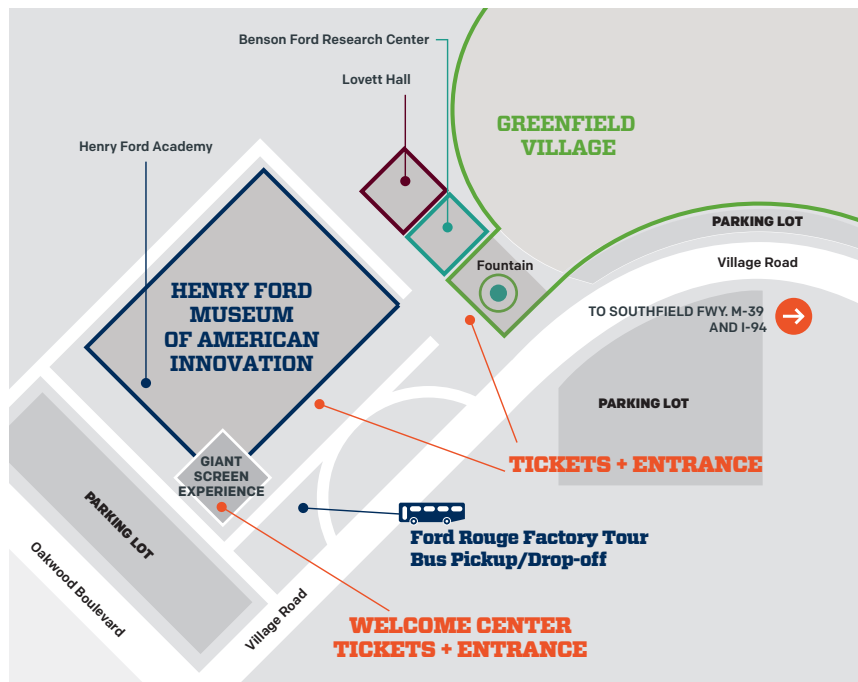 Benson Ford Research Center
Lovett Hall
Henry Ford Academy
GREENFIELD
VILLAGE
PARKING LOT
Village Road
Fountain
TO SOUTHFIELD FWY. M-39
AND I-94
HENRY FORD
MUSEUM
OF AMERICAN
INNOVATION
PARKING LOT
GIANT
SCREEN
EXPERIENCE
TICKETS + ENTRANCE
PARKING LOT
Ford Rouge Factory Tour
Bus Pickup/Drop-off
Oakwood Boulevard
Village Road
WELCOME CENTER
TICKETS + ENTRANCE